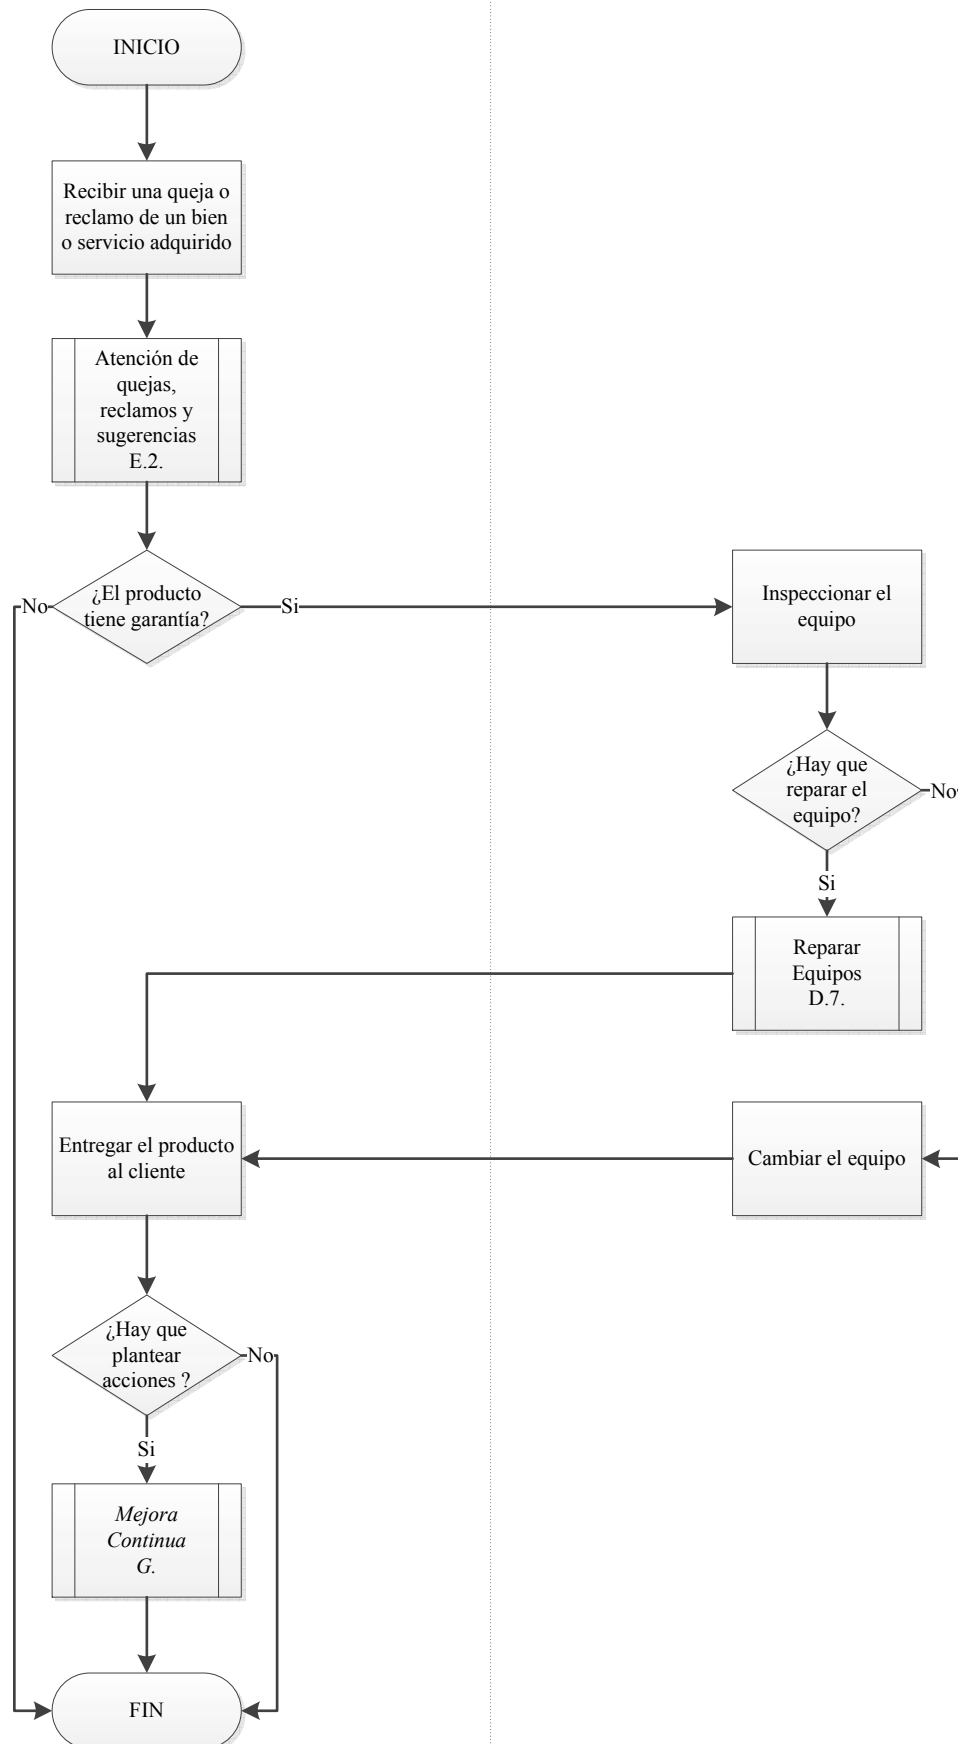 INICIO
Recibir una queja o
reclamo de un bien
o servicio adquirido
Atención de
quejas,
reclamos y
sugerencias
E.2.
¿El producto
tiene garantía?
No
Si
Inspeccionar el
equipo
¿Hay que
reparar el
equipo?
No
Si
Reparar
Equipos
D.7.
Entregar el producto
al cliente
Cambiar el equipo
¿Hay que
plantear
acciones ?
No
Si
Mejora
Continua
G.
FIN